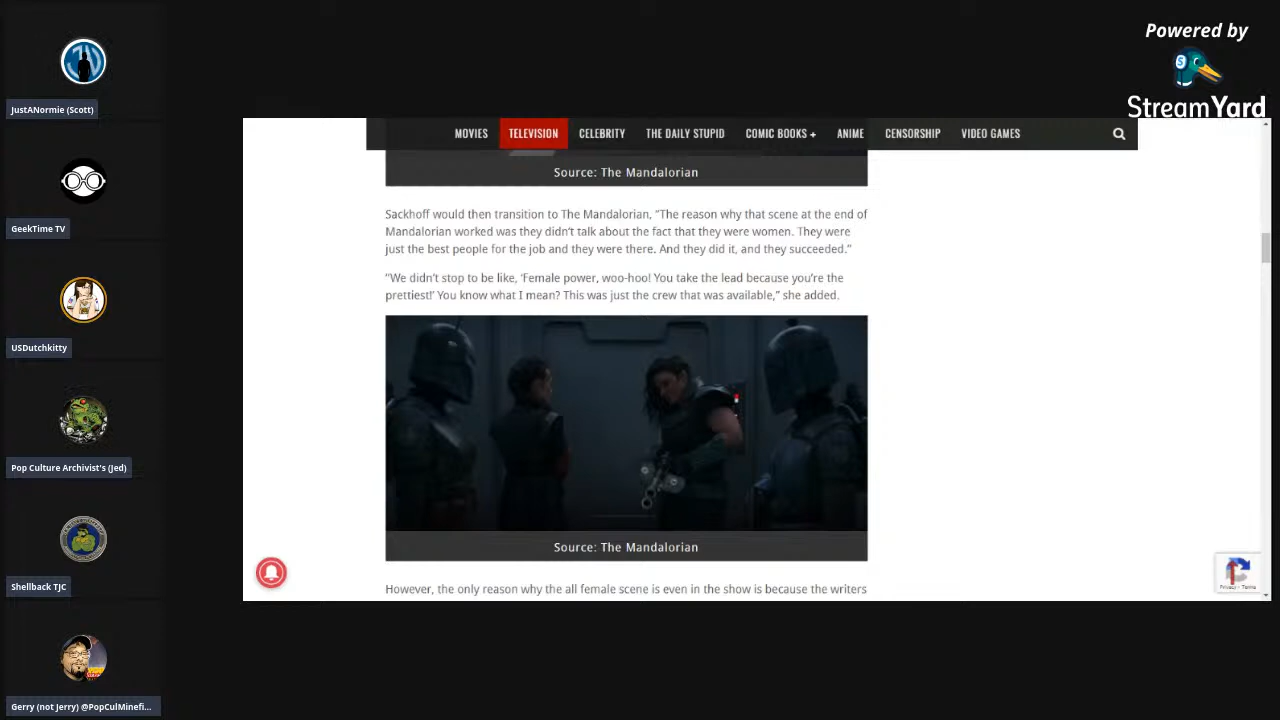 JustANormie (Scott)
GeekTime TV
USDutchkitty
Pop Culture Archivist's (Jed)
Shellback TJC
Gerry (not Jerry) @PopCulMinefi...
Powered by
S
StreamYard
MOVIES TELEVISION CELEBRITY THE DAILY STUPID COMIC BOOKS + ANIME CENSORSHIP VIDEO GAMES
Source: The Mandalorian
Sackhoff would then transition to The Mandalorian, “The reason why that scene at the end of
Mandalorian worked was they didn’t talk about the fact that they were women. They were
just the best people for the job and they were there. And they did it, and they succeeded.”
“We didn’t stop to be like, ‘Female power, woo-hoo! You take the lead because you’re the
prettiest!’ You know what I mean? This was just the crew that was available,” she added.
Source: The Mandalorian
However, the only reason why the all female scene is even in the show is because the writers
Privacy - Terms